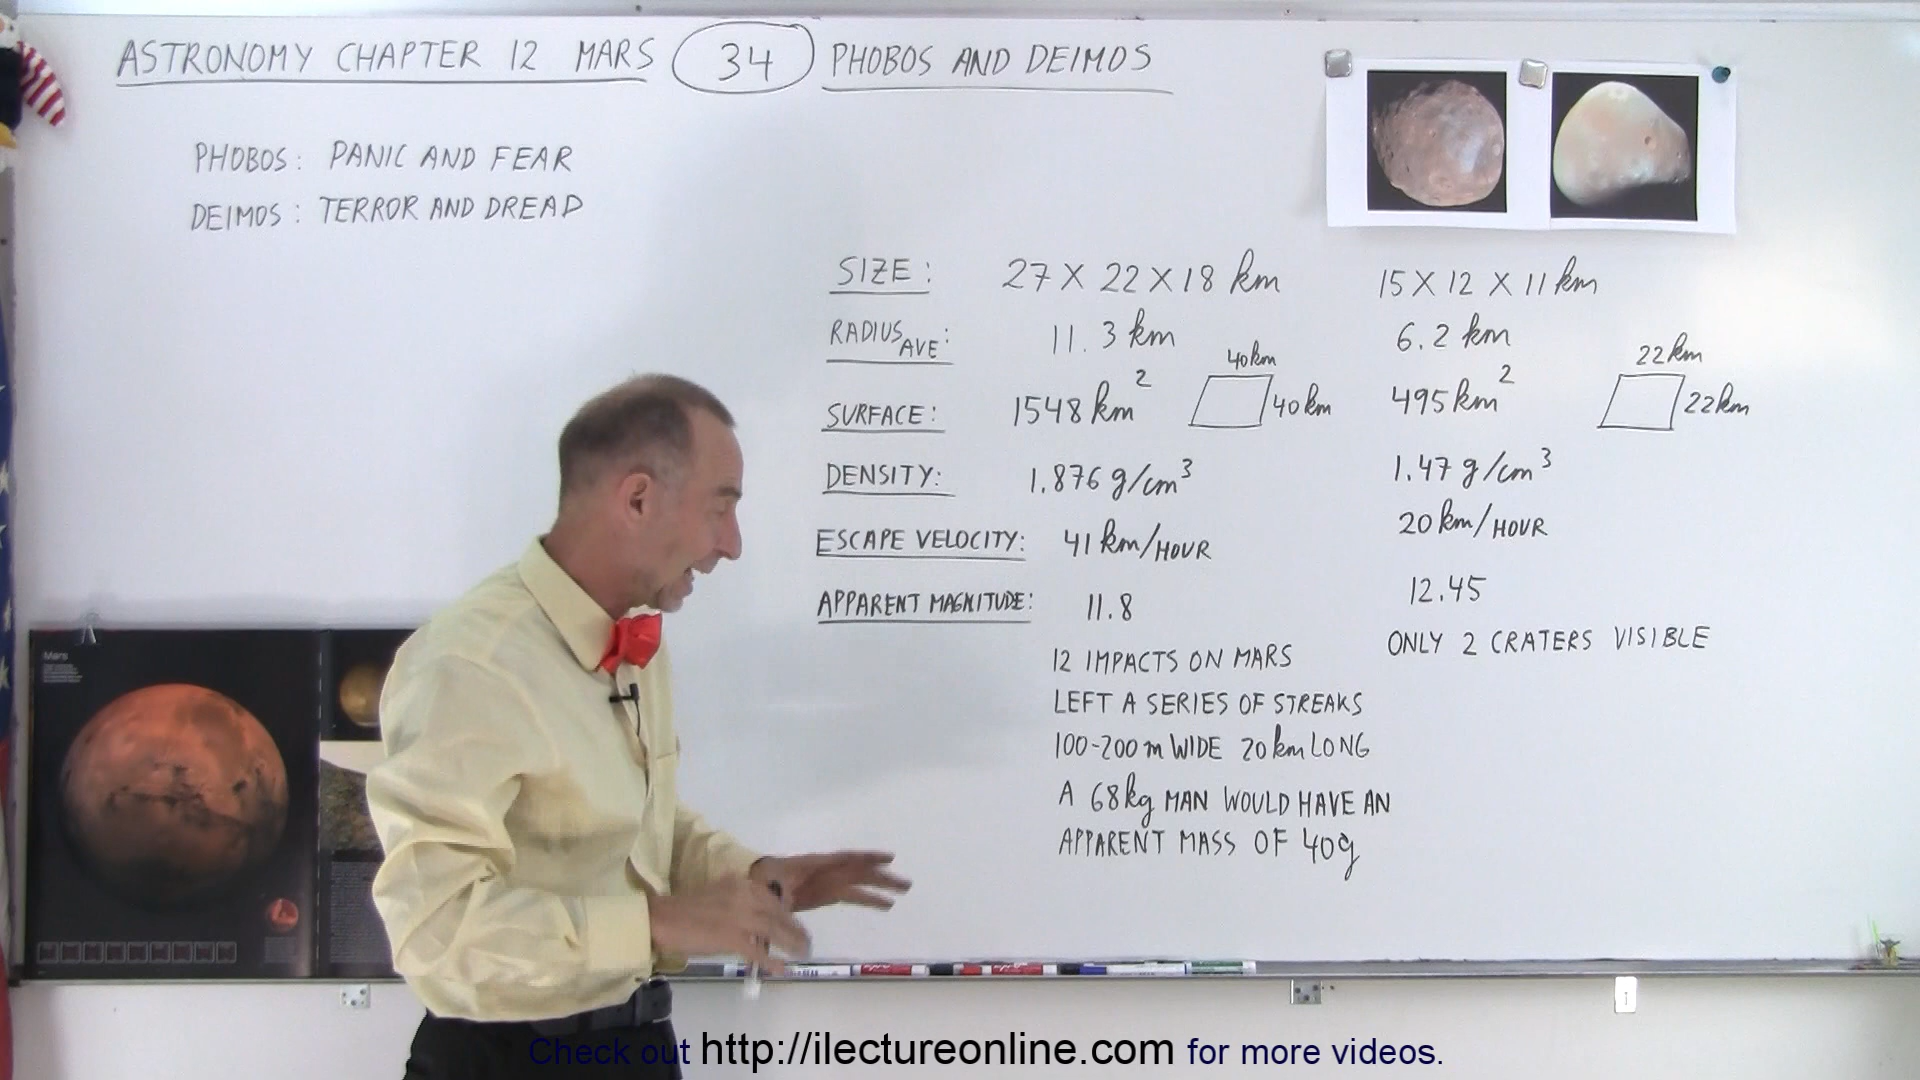 ASTRONOMY CHAPTER 12 MARS 34 PHOBOS AND DEIMOS
PHOBOS: PANIC AND FEAR
DEIMOS: TERROR AND DREAD
SIZE: 27 X 22 X 18 km 15 X 12 X 11 km
RADIUS AVE: 11.3 km 6.2 km
40km 22km
SURFACE: 1548 km² 40km 495 km² 22km
DENSITY: 1.876 g/cm³ 1.47 g/cm³
ESCAPE VELOCITY: 41 km/HOUR 20 km/HOUR
APPARENT MAGNITUDE: 11.8 12.45
12 IMPACTS ON MARS ONLY 2 CRATERS VISIBLE
LEFT A SERIES OF STREAKS
100-200 m WIDE 20 km LONG
A 68kg MAN WOULD HAVE AN
APPARENT MASS OF 40g
Mars
Check out http://ilectureonline.com for more videos.